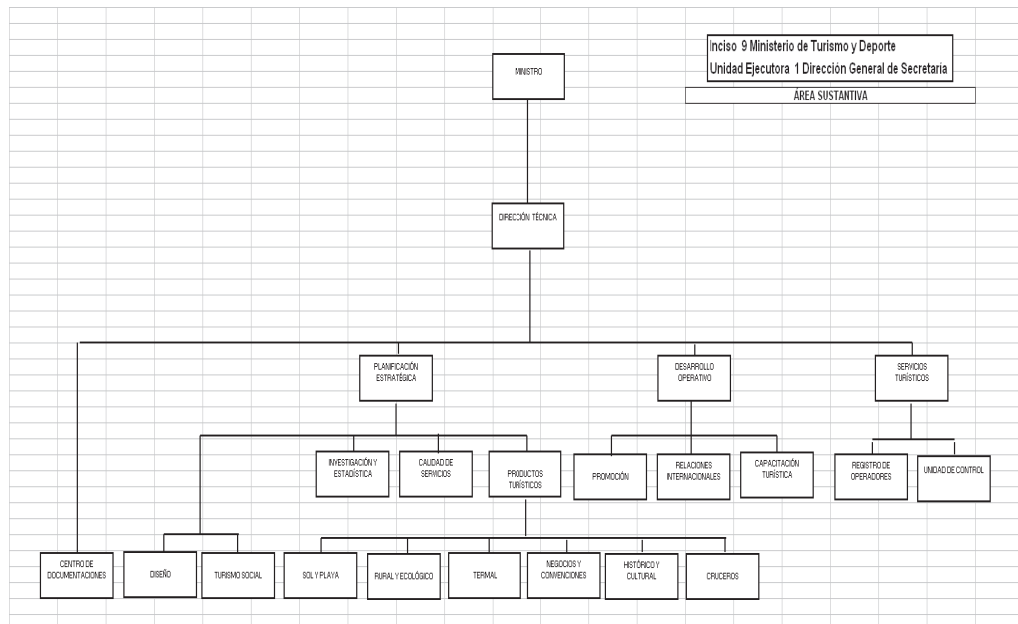 Inciso 9 Ministerio de Turismo y Deporte
Unidad Ejecutora 1 Dirección General de Secretaria
ÁREA SUSTANTIVA
MINISTRO
DIRECCIÓN TÉCNICA
PLANIFICACIÓN
ESTRATÉGICA
DESARROLLO
OPERATIVO
SERVICIOS
TURÍSTICOS
INVESTIGACIÓN Y
ESTADÍSTICA
CALIDAD DE
SERVICIOS
PRODUCTOS
TURÍSTICOS
PROMOCIÓN
RELACIONES
INTERNACIONALES
CAPACITACIÓN
TURÍSTICA
REGISTRO DE
OPERADORES
UNIDAD DE CONTROL
CENTRO DE
DOCUMENTACIONES
DISEÑO
TURISMO SOCIAL
SOL Y PLAYA
RURAL Y ECOLÓGICO
TERMAL
NEGOCIOS Y
CONVENCIONES
HISTÓRICO Y
CULTURAL
CRUCEROS